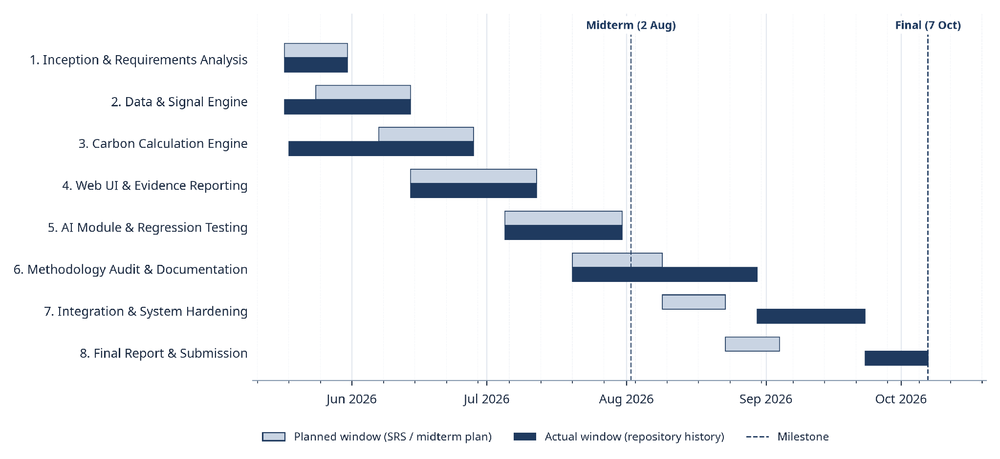 Midterm (2 Aug)
Final (7 Oct)
1. Inception & Requirements Analysis
2. Data & Signal Engine
3. Carbon Calculation Engine
4. Web UI & Evidence Reporting
5. AI Module & Regression Testing
6. Methodology Audit & Documentation
7. Integration & System Hardening
8. Final Report & Submission
Jun 2026
Jul 2026
Aug 2026
Sep 2026
Oct 2026
Planned window (SRS / midterm plan)
Actual window (repository history)
Milestone